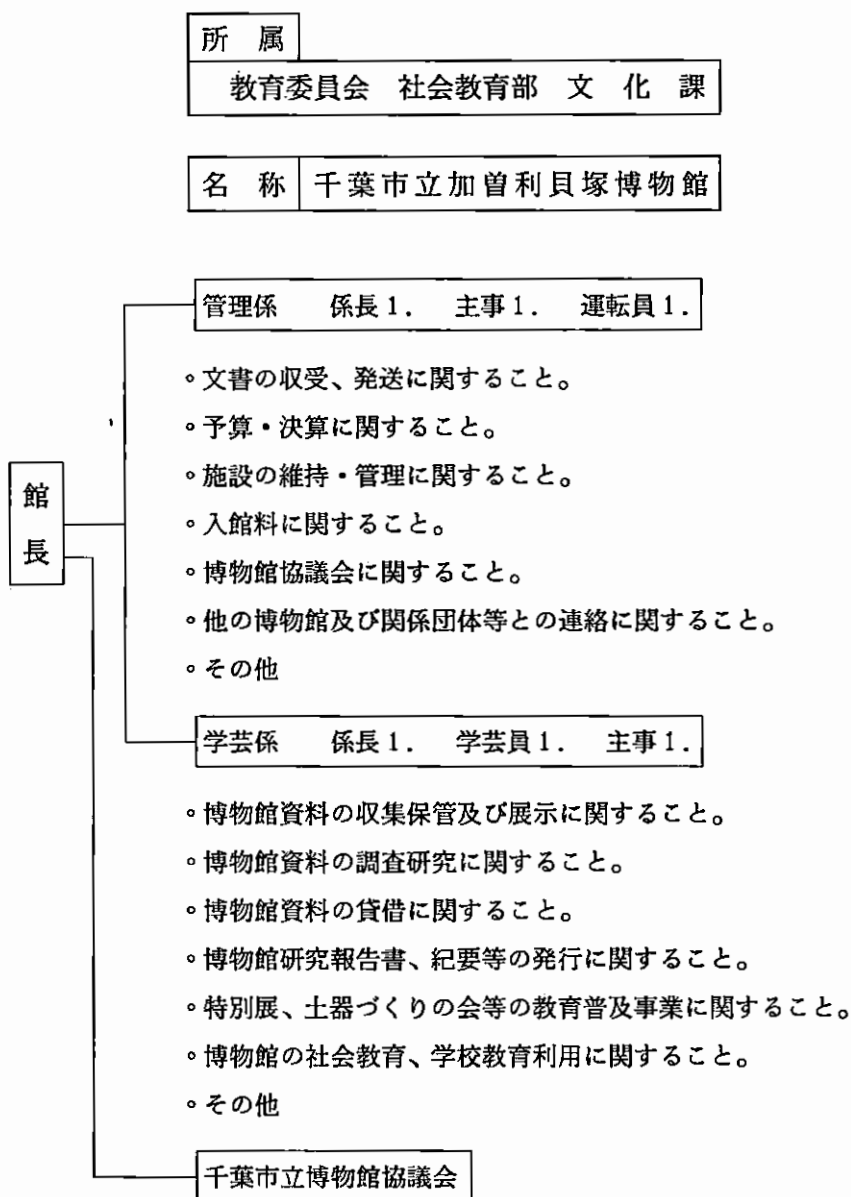 所　属
教育委員会　社会教育部　文　化　課
名　称　千葉市立加曽利貝塚博物館
管理係　係長1.　主事1.　運転員1.
◦文書の収受、発送に関すること。
◦予算・決算に関すること。
◦施設の維持・管理に関すること。
◦入館料に関すること。
館長
◦博物館協議会に関すること。
◦他の博物館及び関係団体等との連絡に関すること。
◦その他
学芸係　係長1.　学芸員1.　主事1.
◦博物館資料の収集保管及び展示に関すること。
◦博物館資料の調査研究に関すること。
◦博物館資料の貸借に関すること。
◦博物館研究報告書、紀要等の発行に関すること。
◦特別展、土器づくりの会等の教育普及事業に関すること。
◦博物館の社会教育、学校教育利用に関すること。
◦その他
千葉市立博物館協議会